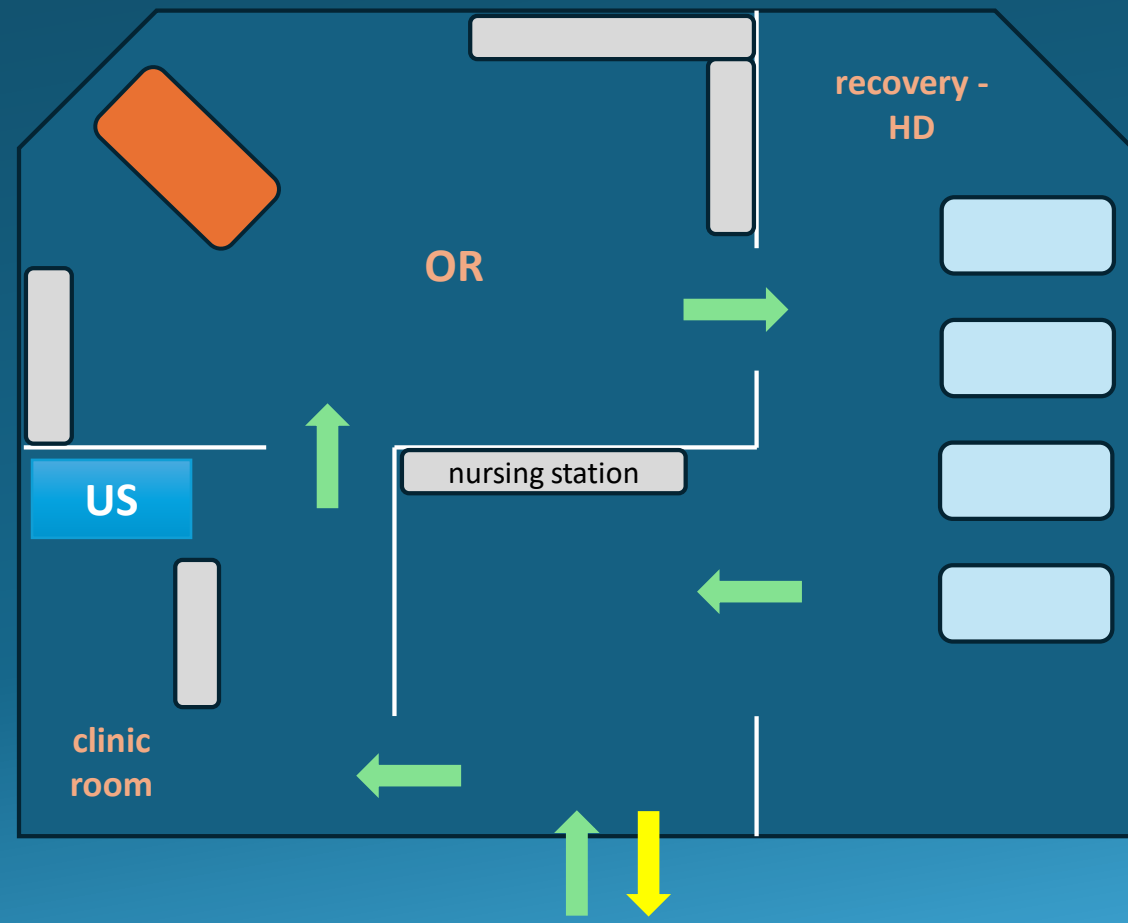 recovery -
HD
OR
nursing station
US
clinic
room